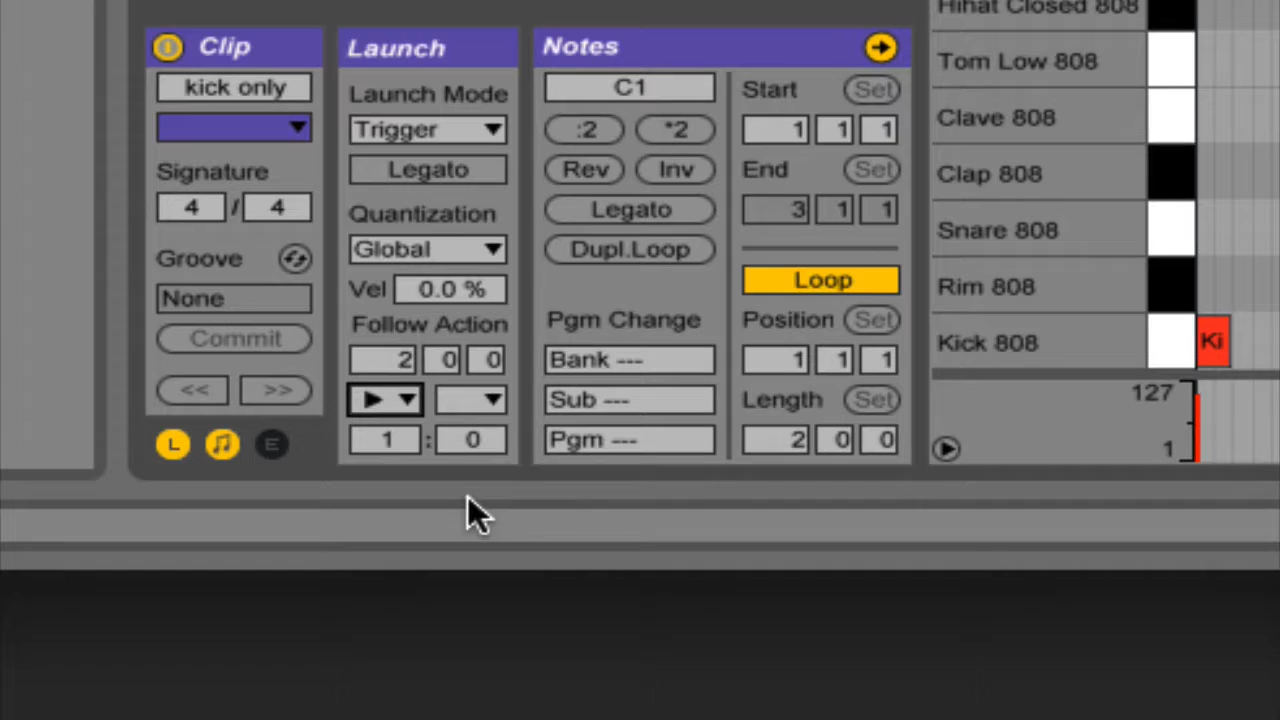 Clip
kick only
Signature
4 / 4
Groove
None
Commit
<< >>
L E
Launch
Launch Mode
Trigger
Legato
Quantization
Global
Vel 0.0 %
Follow Action
2 0 0
1 : 0
Notes
C1
:2 *2
Rev Inv
Legato
Dupl.Loop
Pgm Change
Bank ---
Sub ---
Pgm ---
Start Set
1 1 1
End Set
3 1 1
Loop
Position Set
1 1 1
Length Set
2 0 0
Hihat Closed 808
Tom Low 808
Clave 808
Clap 808
Snare 808
Rim 808
Kick 808 Ki
127
1